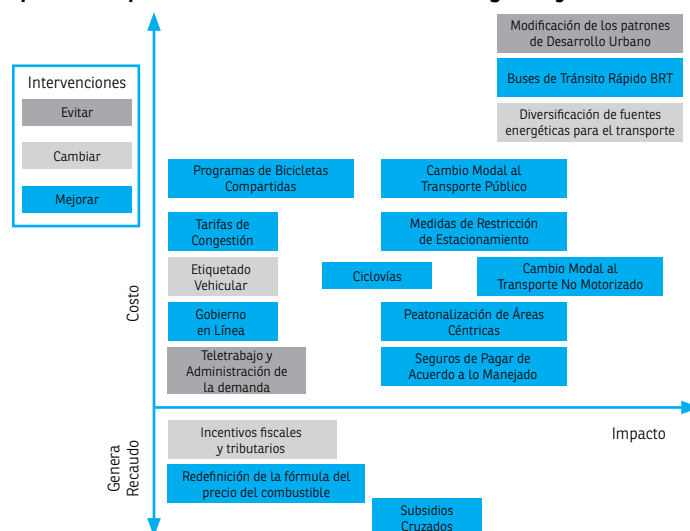 Modificación de los patrones
de Desarrollo Urbano
Intervenciones
Buses de Tránsito Rápido BRT
Evitar
Diversificación de fuentes
energéticas para el transporte
Cambiar
Mejorar
Programas de Bicicletas
Compartidas
Cambio Modal al
Transporte Público
Tarifas de
Congestión
Medidas de Restricción
de Estacionamiento
Etiquetado
Vehicular
Ciclovías
Cambio Modal al
Transporte No Motorizado
Costo
Gobierno
en Línea
Peatonalización de Áreas
Céntricas
Teletrabajo y
Administración de
la demanda
Seguros de Pagar de
Acuerdo a lo Manejado
Impacto
Genera
Recaudo
Incentivos fiscales
y tributarios
Redefinición de la fórmula del
precio del combustible
Subsidios
Cruzados